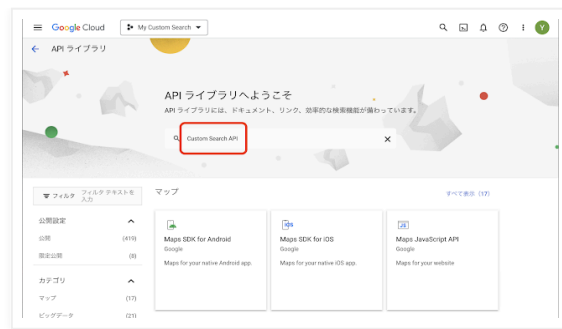 Google Cloud
My Custom Search
Y
API ライブラリ
API ライブラリへようこそ
API ライブラリには、ドキュメント、リンク、効率的な検索機能が備わっています。
Custom Search API
フィルタ フィルタ テキストを入力
マップ
すべて表示 (17)
公開設定
公開 (419)
限定公開 (8)
カテゴリ
マップ (17)
ビッグデータ (21)
Maps SDK for Android
Google
Maps for your native Android app.
iOS
Maps SDK for iOS
Google
Maps for your native iOS app.
JS
Maps JavaScript API
Google
Maps for your website